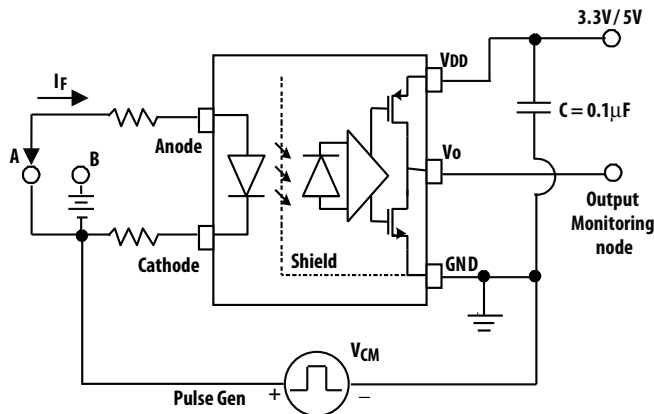 3.3V/ 5V
VDD
IF
C = 0.1μF
A
B
Anode
Vo
Output
Monitoring
node
Shield
GND
Cathode
VCM
Pulse Gen
+
−